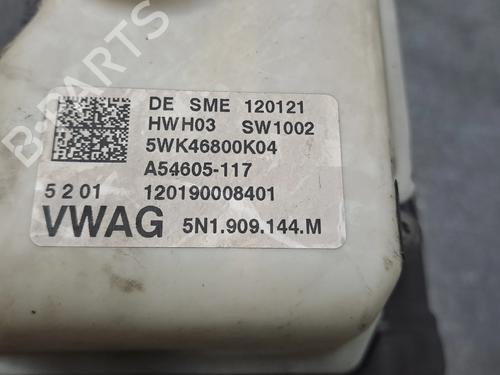 B-PARTS
DE SME 120121
HWH03 SW1002
5WK46800K04
A54605-117
5201 120190008401
VWAG 5N1.909.144.M